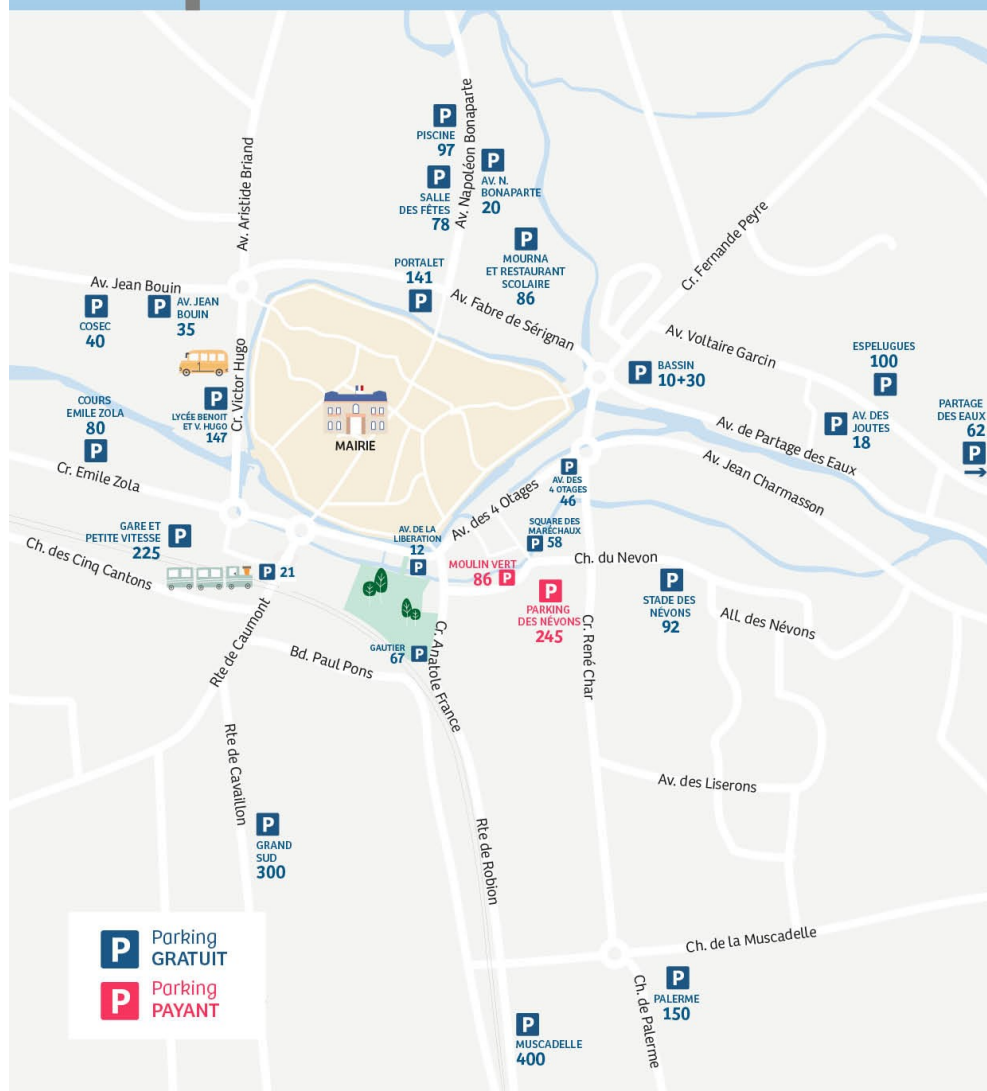 P
PISCINE
97
P
AV. N.
BONAPARTE
20
P
SALLE
DES FÊTES
78
Av. Napoléon Bonaparte
Av. Aristide Briand
P
MOURNA
ET RESTAURANT
SCOLAIRE
86
Cr. Fernande Peyre
PORTALET
141
P
Av. Jean Bouin
P
COSEC
40
P
AV. JEAN
BOUIN
35
Av. Fabre de Sérignan
Av. Voltaire Garcin
ESPELUGUES
100
P
Cr. Victor Hugo
P
BASSIN
10+30
P
LYCÉE BENOIT
ET V. HUGO
147
MAIRIE
COURS
EMILE ZOLA
80
P
P
AV. DES
JOUTES
18
PARTAGE
DES EAUX
62
P
Av. de Partage des Eaux
Av. Jean Charmasson
Cr. Emile Zola
P
AV. DES
4 OTAGES
46
Av. des 4 Otages
GARE ET
PETITE VITESSE
225
P
AV. DE LA
LIBERATION
12
P
SQUARE DES
MARÉCHAUX
P
58
Ch. des Cinq Cantons
P
21
MOULIN VERT
86
P
Ch. du Nevon
P
PARKING
DES NÉVONS
245
P
STADE DES
NÉVONS
92
All. des Névons
Rte de Caumont
Bd. Paul Pons
GAUTIER
67
P
Cr. Anatole France
Cr. René Char
Rte de Cavaillon
Av. des Liserons
P
GRAND
SUD
300
Rte de Robion
P
Parking
GRATUIT
P
Parking
PAYANT
Ch. de la Muscadelle
P
PALERME
150
Ch. de Palerme
P
MUSCADELLE
400